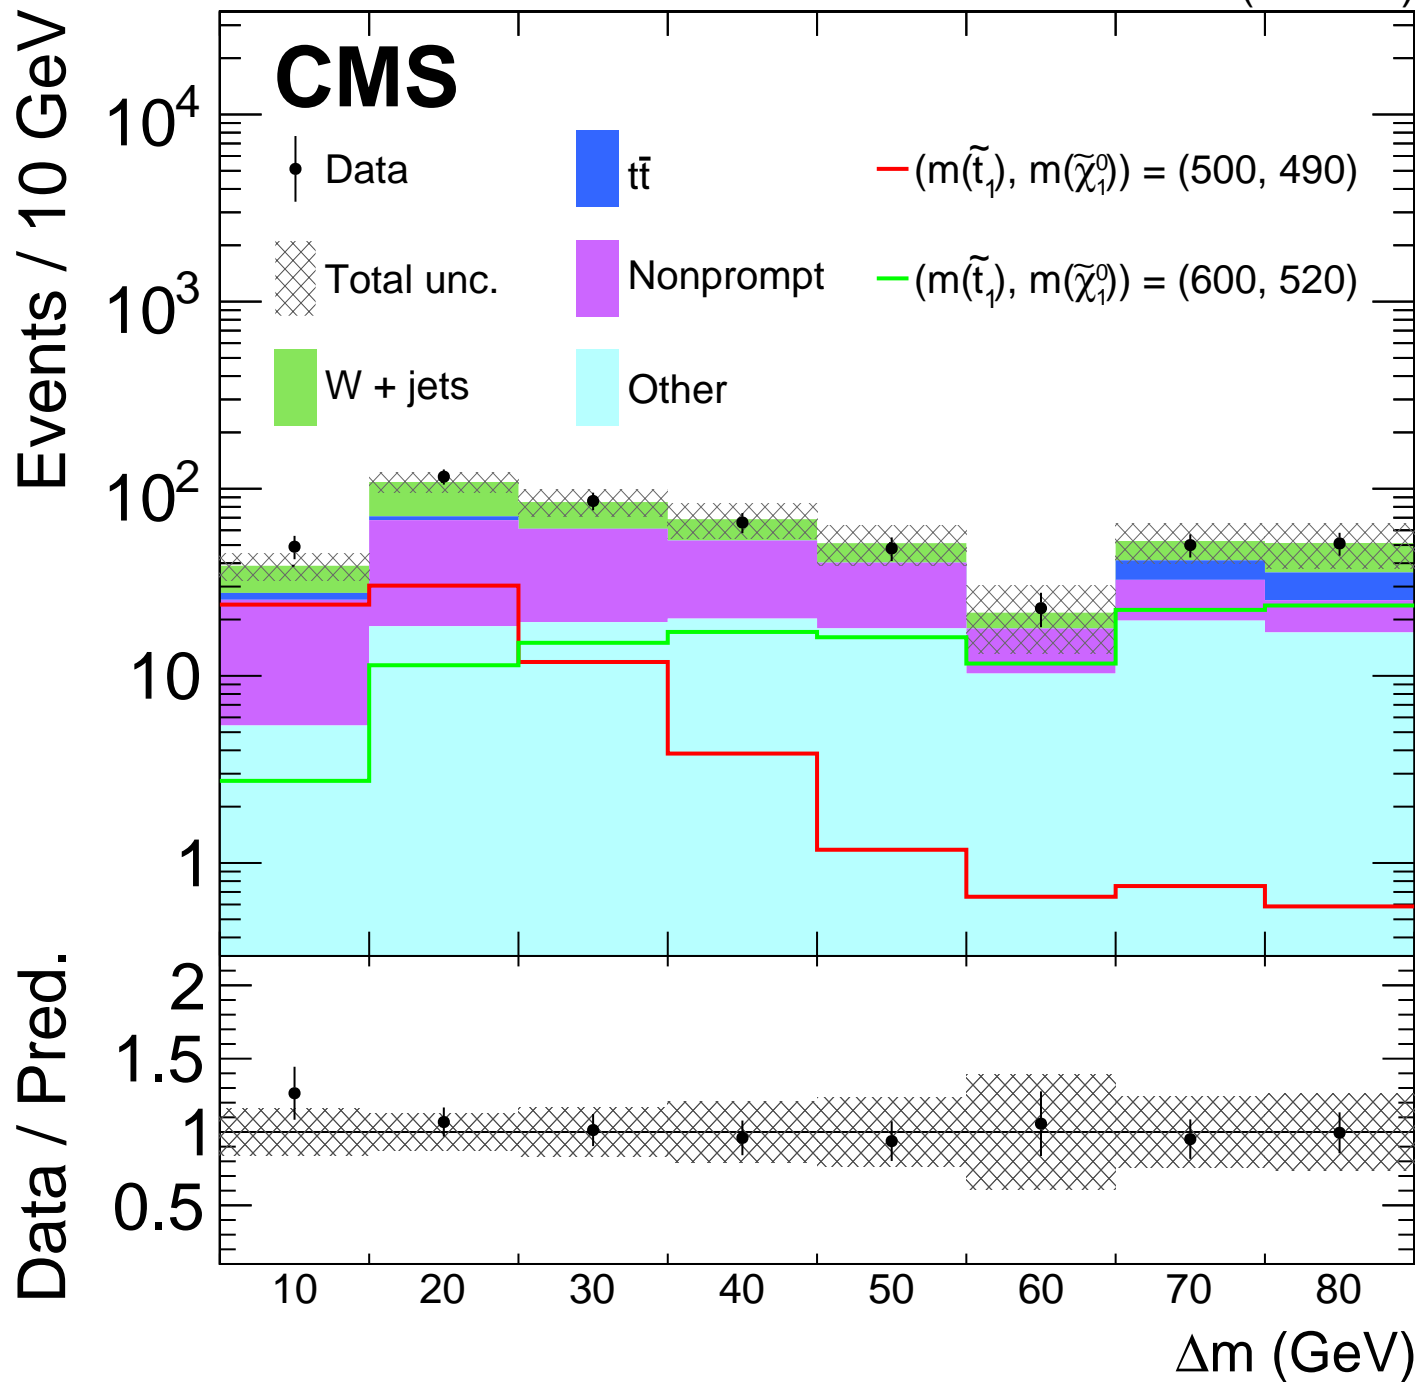 CMS
Events / 10 GeV
10⁴
10³
10²
10
1
Data
Total unc.
W + jets
tt̄
Nonprompt
Other
(m(t̃₁), m(χ̃₁⁰)) = (500, 490)
(m(t̃₁), m(χ̃₁⁰)) = (600, 520)
Data / Pred.
2
1.5
1
0.5
10 20 30 40 50 60 70 80
Δm (GeV)